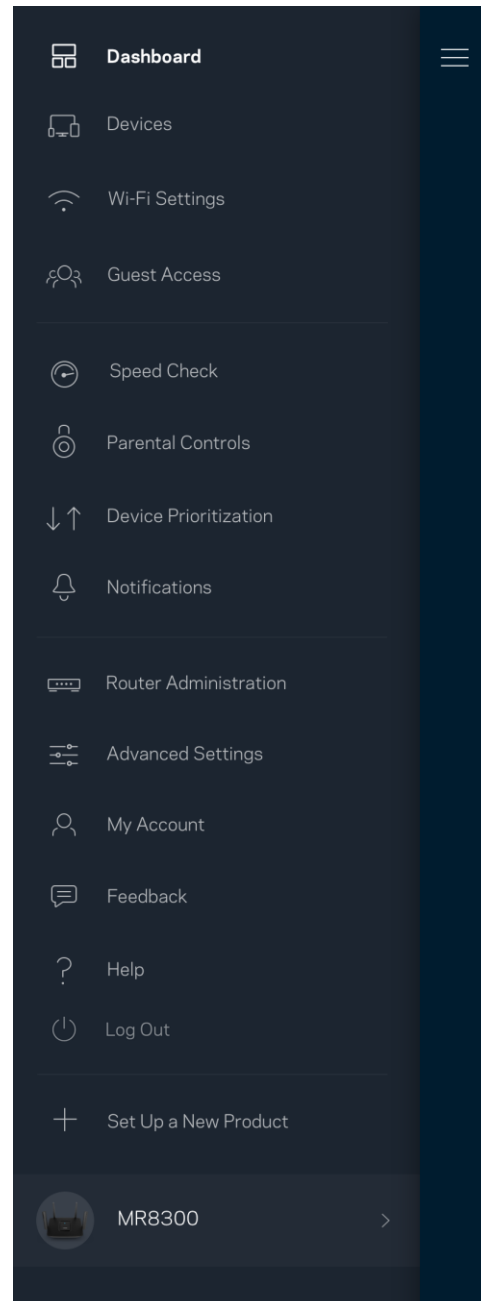 Dashboard
Devices
Wi-Fi Settings
Guest Access
Speed Check
Parental Controls
Device Prioritization
Notifications
Router Administration
Advanced Settings
My Account
Feedback
Help
Log Out
Set Up a New Product
MR8300